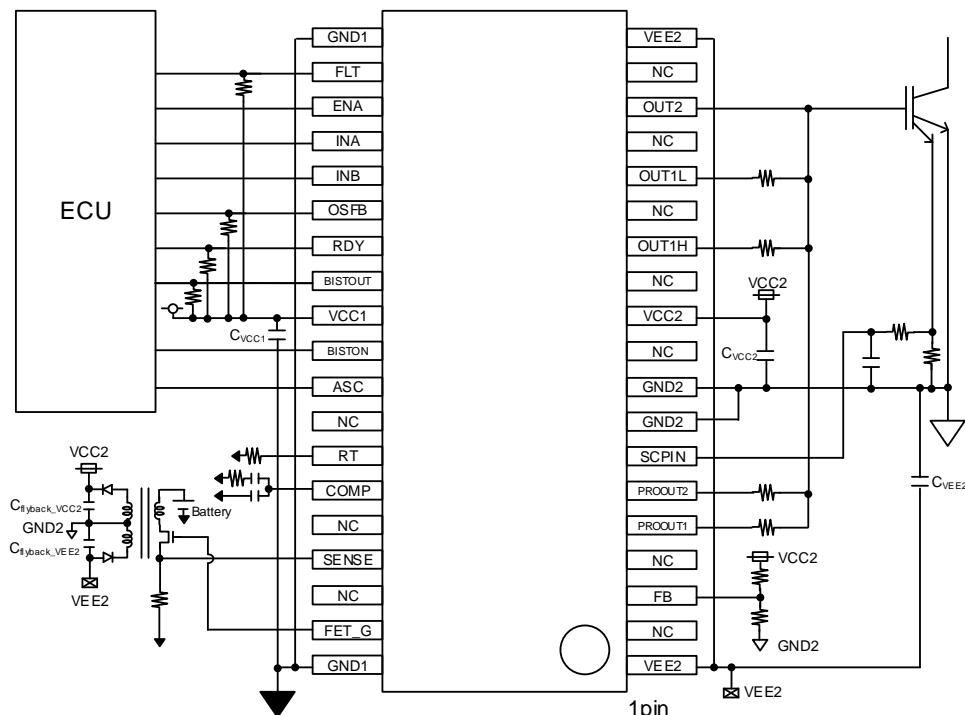 GND1
FLT
ENA
INA
INB
OSFB
RDY
BISTOUT
VCC1
BISTON
ASC
NC
RT
COMP
NC
SENSE
NC
FET_G
GND1
ECU
CVCC1
VCC2
Cflyback_VCC2
GND2
Cflyback_VEE2
VEE2
Battery
VEE2
NC
OUT2
NC
OUT1L
NC
OUT1H
NC
VCC2
NC
GND2
GND2
SCPIN
PROOUT2
PROOUT1
NC
FB
NC
VEE2
VCC2
CVCC2
CVEE2
VCC2
GND2
VEE2
1pin